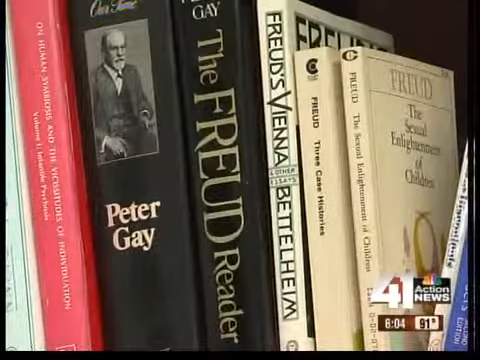 ON HUMAN SYMBIOSIS AND THE VICISSITUDES OF INDIVIDUATION
Volume I: Infantile Psychosis
Our Time
Peter
Gay
GAY
The FREUD Reader
FREUD'S VIENNA
& OTHER
ESSAYS
BETTELHEIM
FREUD
FREUD Three Case Histories
FREUD The Sexual Enlightenment of Children
FREUD
The
Sexual
Enlightenment
of
Children
41 Action
NEWS
6:04 91°